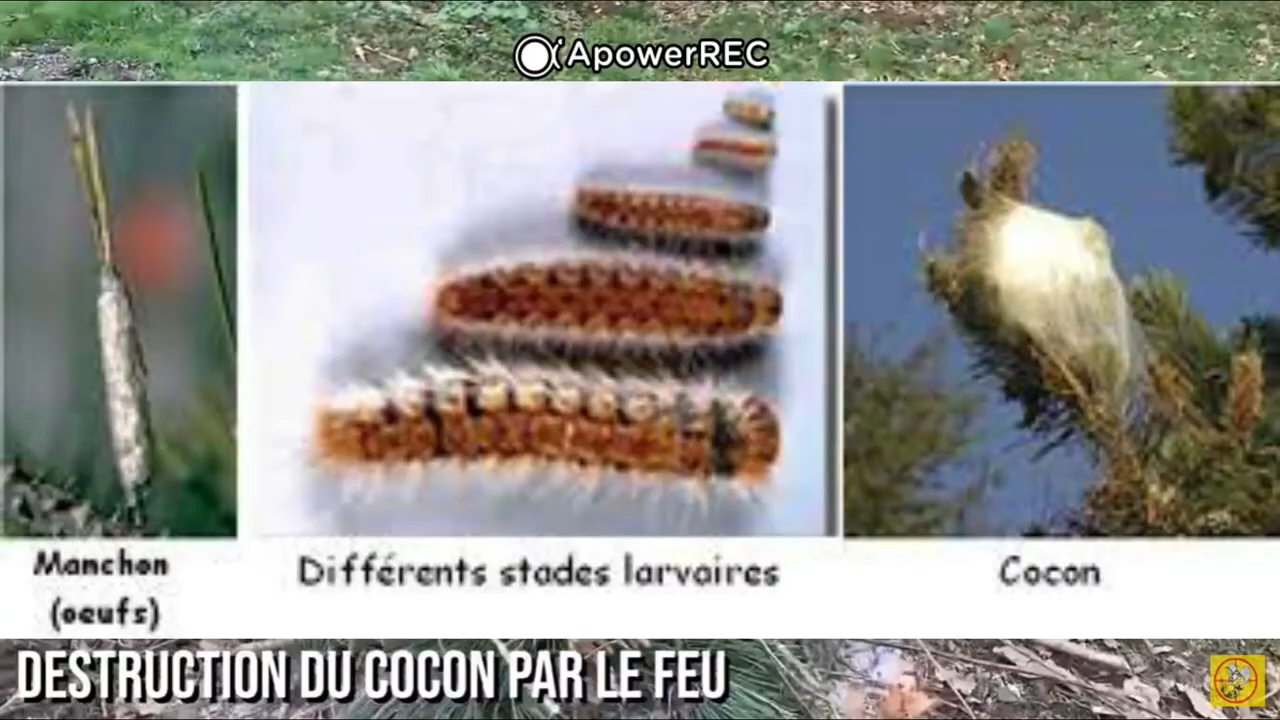 ApowerREC
Manchon
(oeufs)
Différents stades larvaires
Cocon
DESTRUCTION DU COCON PAR LE FEU